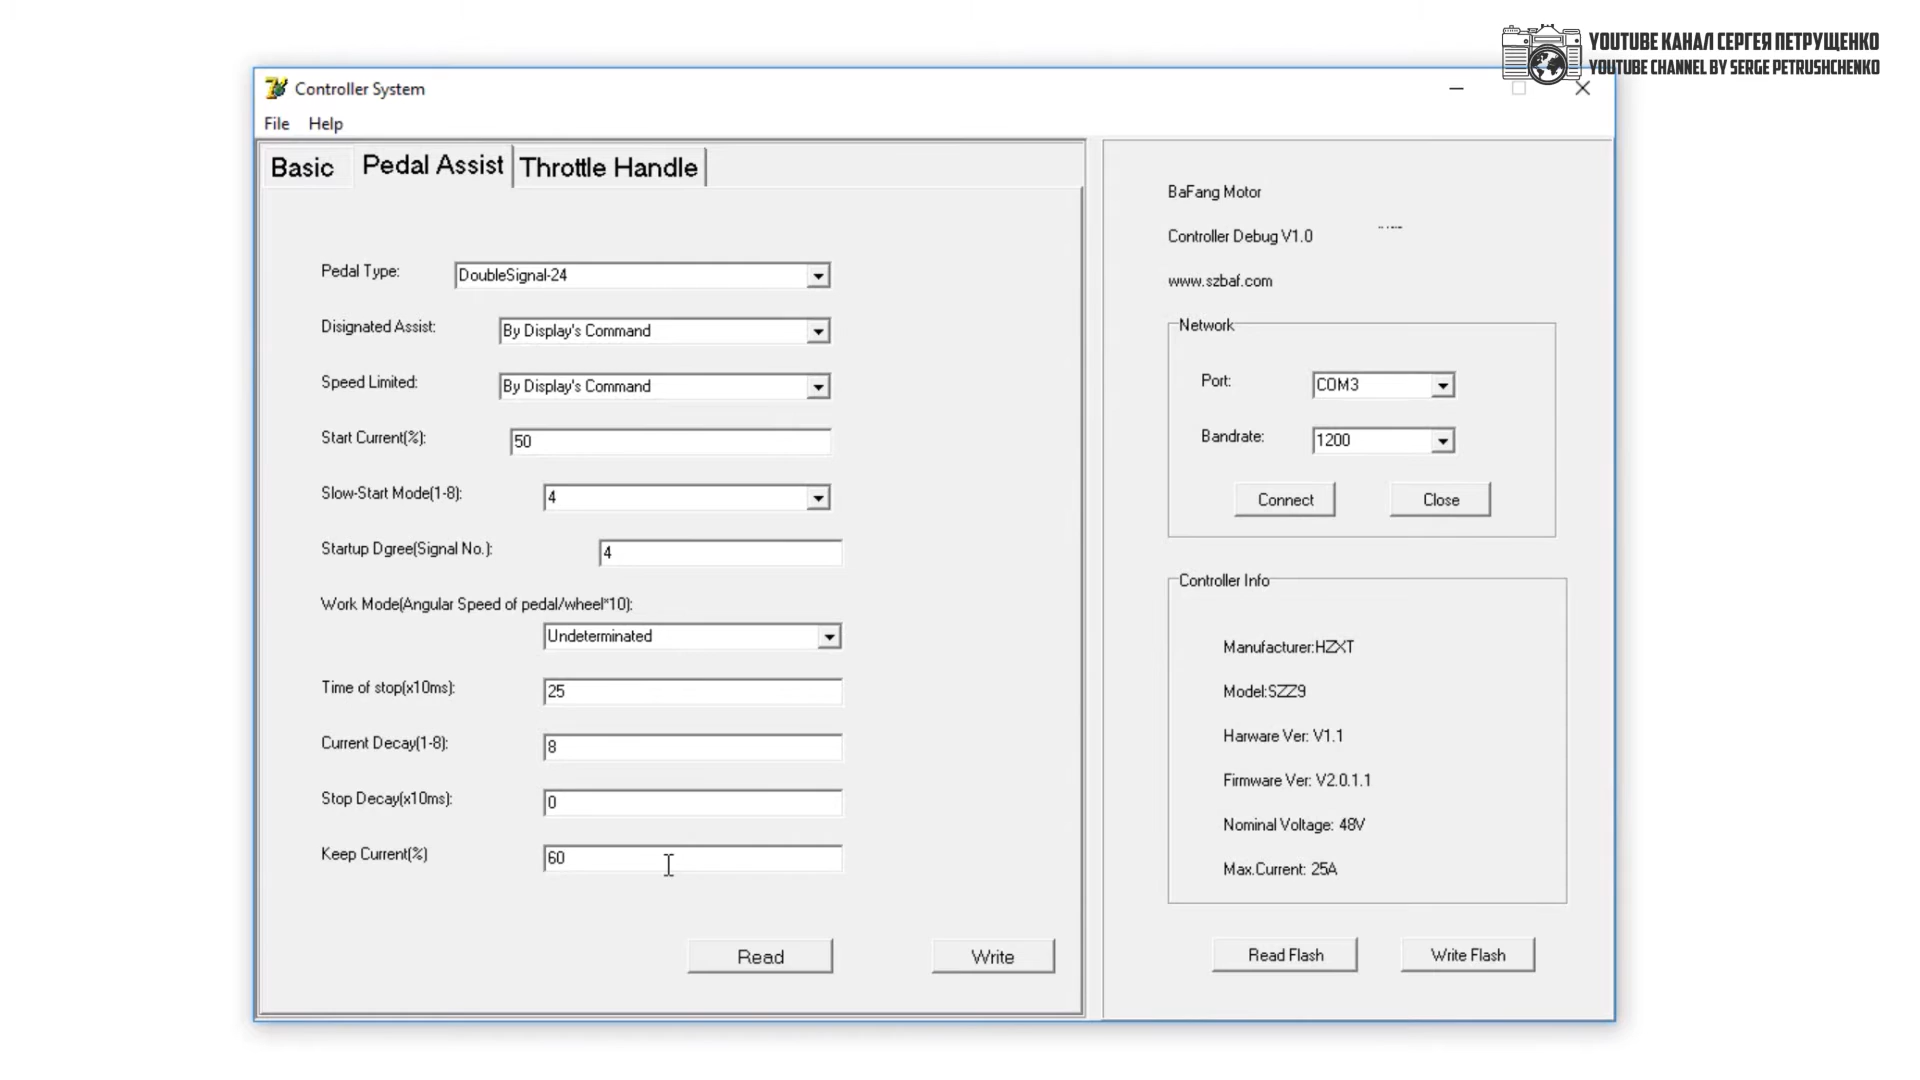 YOUTUBE КАНАЛ СЕРГЕЯ ПЕТРУЩЕНКО
YOUTUBE CHANNEL BY SERGE PETRUSHCHENKO
Controller System
File Help
Basic Pedal Assist Throttle Handle
Pedal Type: DoubleSignal-24
Disignated Assist: By Display's Command
Speed Limited: By Display's Command
Start Current(%): 50
Slow-Start Mode(1-8): 4
Startup Dgree(Signal No.): 4
Work Mode(Angular Speed of pedal/wheel*10):
Undeterminated
Time of stop(x10ms): 25
Current Decay(1-8): 8
Stop Decay(x10ms): 0
Keep Current(%) 60
Read Write
BaFang Motor
Controller Debug V1.0
www.szbaf.com
Network
Port: COM3
Bandrate: 1200
Connect Close
Controller Info
Manufacturer:HZXT
Model:SZZ9
Harware Ver: V1.1
Firmware Ver: V2.0.1.1
Nominal Voltage: 48V
Max.Current: 25A
Read Flash Write Flash